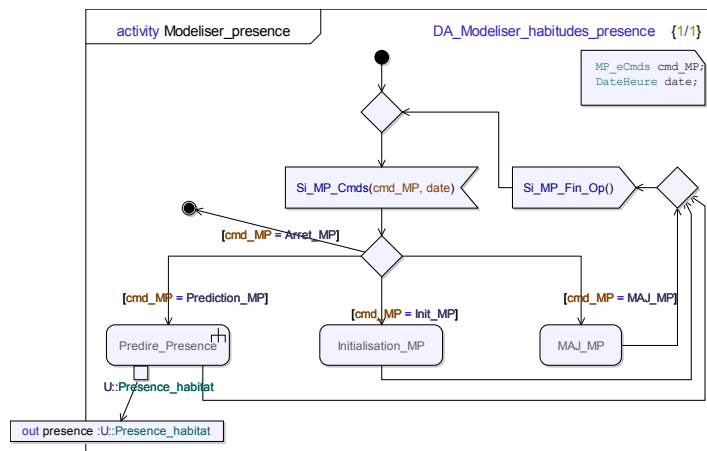 activity Modeliser_presence
DA_Modeliser_habitudes_presence {1/1}
MP_eCmds cmd_MP;
DateHeure date;
Si_MP_Cmds(cmd_MP, date)
Si_MP_Fin_Op()
[cmd_MP = Arret_MP]
[cmd_MP = Prediction_MP]
[cmd_MP = Init_MP]
[cmd_MP = MAJ_MP]
Predire_Presence
Initialisation_MP
MAJ_MP
U::Presence_habitat
out presence :U::Presence_habitat